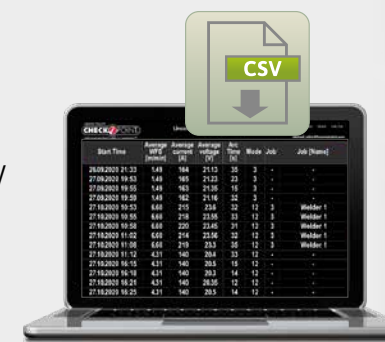 CSV
CHECKPOINT
Start Time Average WFS [m/min] Average current [A] Average voltage [V] Arc Time [s] Mode Job Job [Name]
26.09.2020 21:33 1,49 164 21.13 35 3 - -
27.09.2020 19:53 1,49 165 21.23 23 3 - -
27.09.2020 19:55 1,49 163 21.35 15 3 - -
27.09.2020 19:59 1,49 162 21.16 32 3 - -
27.10.2020 10:53 6.60 215 23.6 32 12 3 Welder 1
27.10.2020 10:55 6.60 218 23.55 33 12 3 Welder 1
27.10.2020 10:58 6.60 220 23.45 31 12 3 Welder 1
27.10.2020 11:02 6.60 214 23.56 32 12 3 Welder 1
27.10.2020 11:08 6.60 219 23.5 35 12 3 Welder 1
27.10.2020 11:12 4.31 140 20.4 33 12 - -
27.10.2020 16:15 4.31 140 20.5 15 12 - -
27.10.2020 16:18 4.31 140 20.3 14 12 - -
27.10.2020 16:21 4.31 140 20.35 12 12 - -
27.10.2020 16:25 4.31 140 20.5 14 12 - -